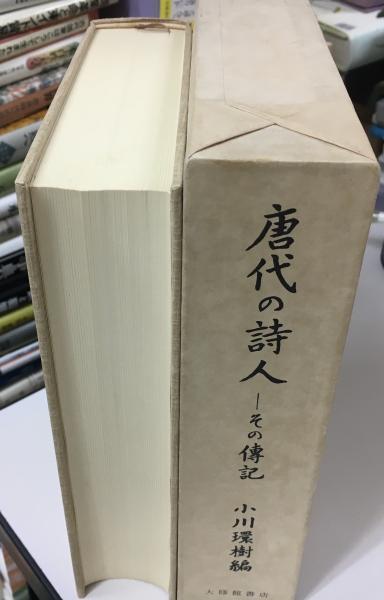 唐代の詩人
―その傳記
小川環樹編
大修館書店